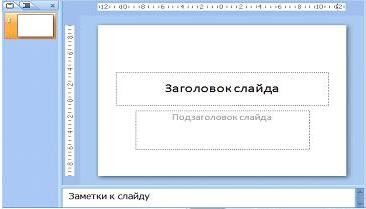 Заголовок слайда
Подзаголовок слайда
Заметки к слайду